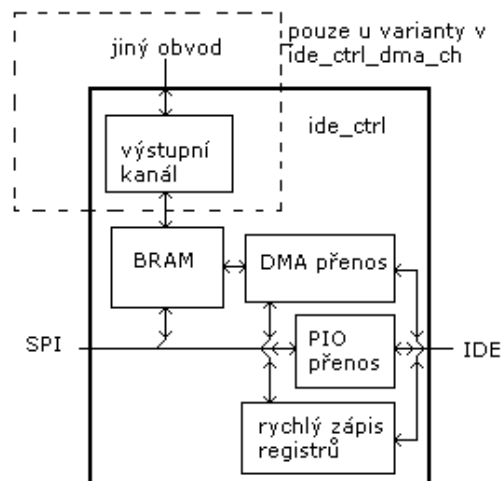 pouze u varianty v
ide_ctrl_dma_ch
jiný obvod
ide_ctrl
výstupní
kanál
BRAM
DMA přenos
SPI
PIO
přenos
IDE
rychlý zápis
registrů